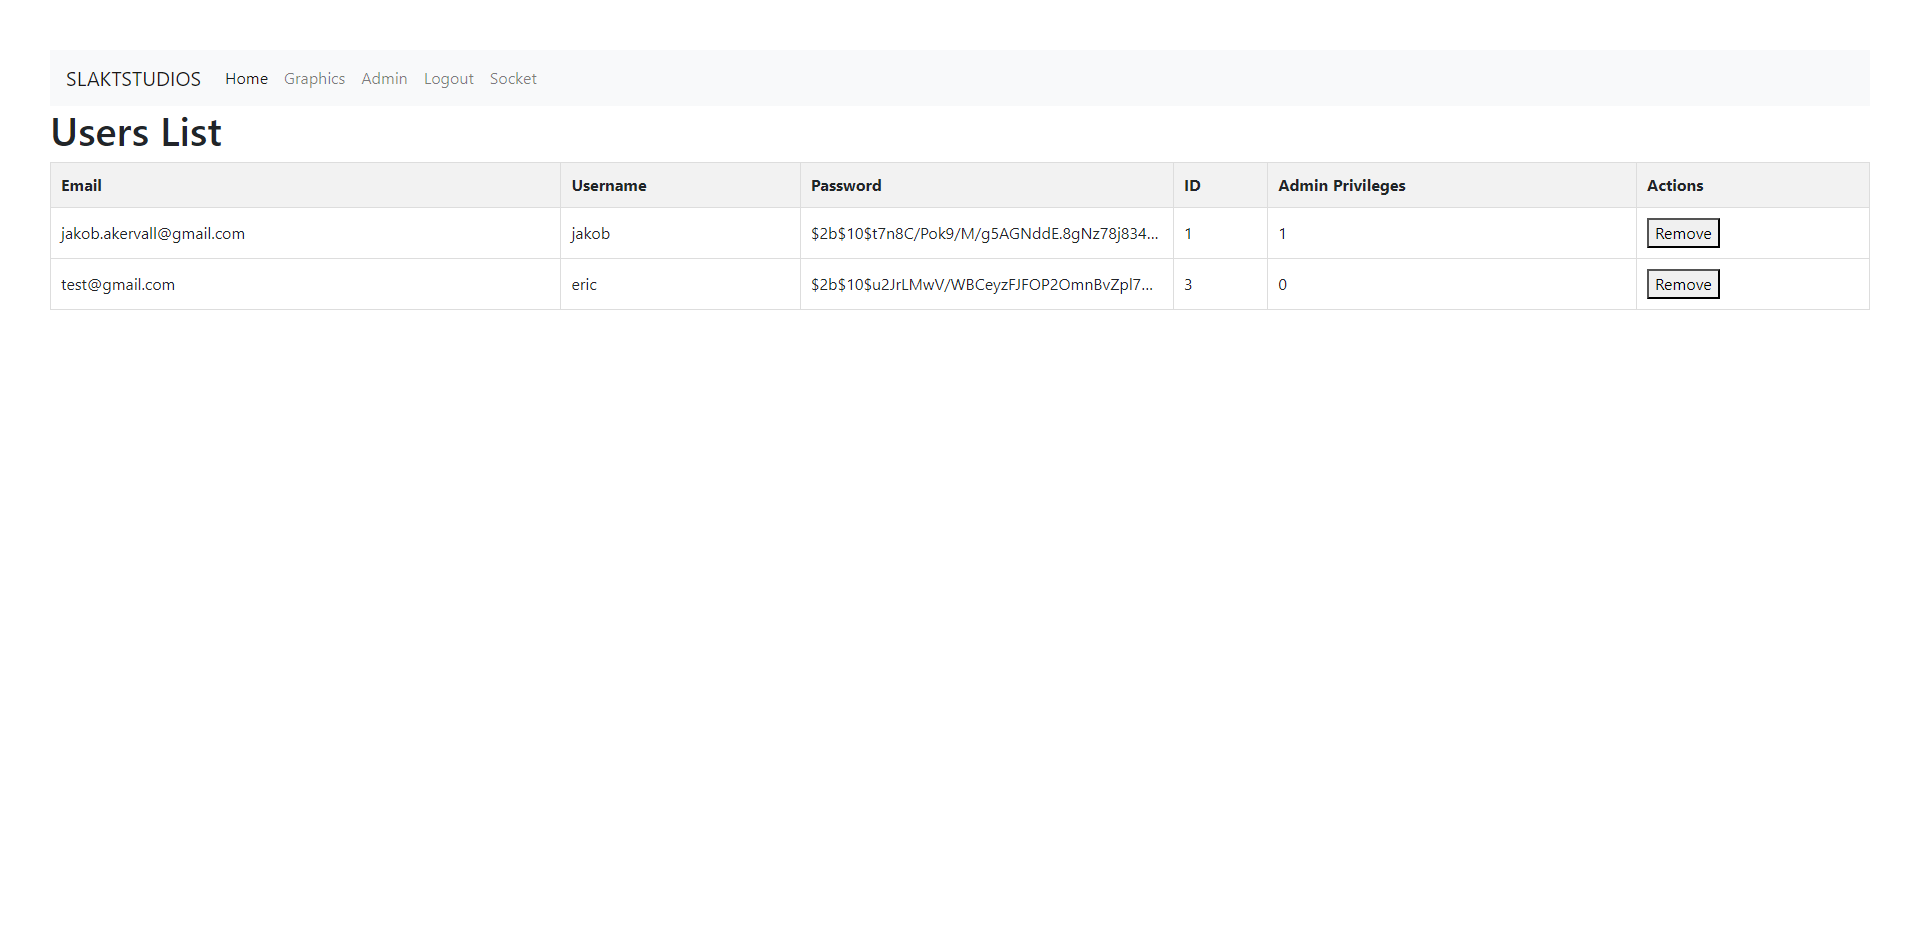 SLAKTSTUDIOS Home Graphics Admin Logout Socket
Users List
Email Username Password ID Admin Privileges Actions
jakob.akervall@gmail.com jakob $2b$10$t7n8C/Pok9/M/g5AGNddE.8gNz78j834... 1 1 Remove
test@gmail.com eric $2b$10$u2JrLMwV/WBCeyzFJFOP2OmnBvZpl7... 3 0 Remove